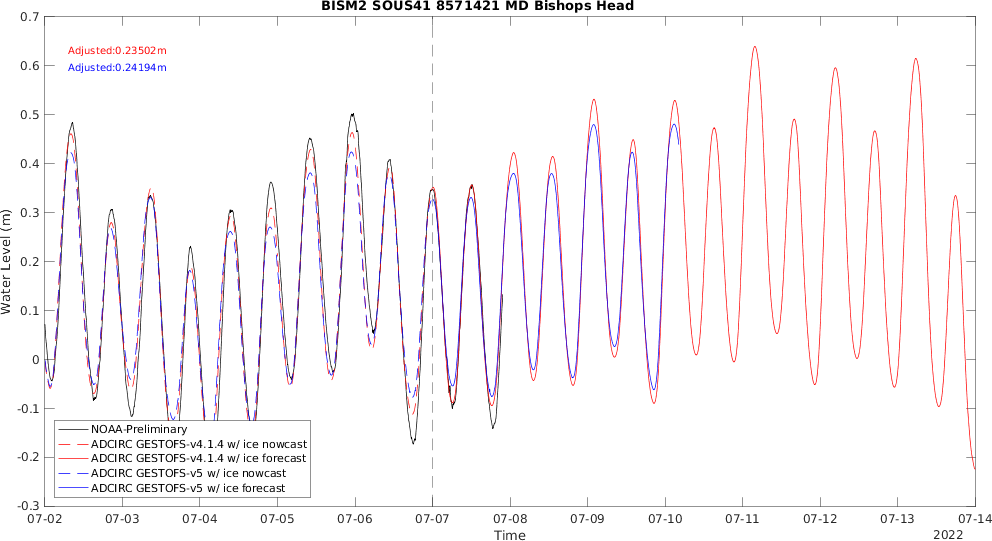 BISM2 SOUS41 8571421 MD Bishops Head
0.7
0.6
0.5
0.4
0.3
0.2
0.1
0
-0.1
-0.2
-0.3
Water Level (m)
Adjusted:0.23502m
Adjusted:0.24194m
NOAA-Preliminary
ADCIRC GESTOFS-v4.1.4 w/ ice nowcast
ADCIRC GESTOFS-v4.1.4 w/ ice forecast
ADCIRC GESTOFS-v5 w/ ice nowcast
ADCIRC GESTOFS-v5 w/ ice forecast
07-02 07-03 07-04 07-05 07-06 07-07 07-08 07-09 07-10 07-11 07-12 07-13 07-14
Time
2022